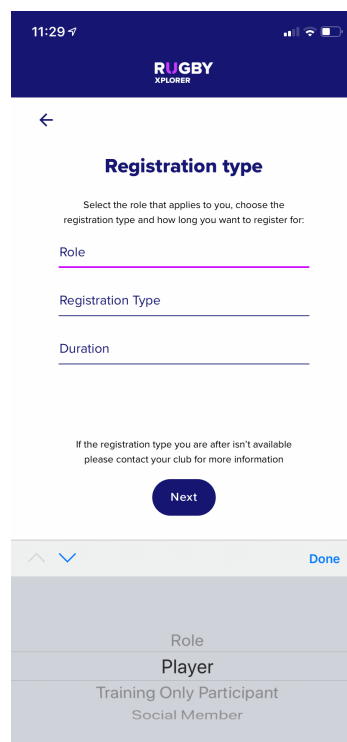 11:29
RUGBY
XPLORER
Registration type
Select the role that applies to you, choose the
registration type and how long you want to register for:
Role
Registration Type
Duration
If the registration type you are after isn't available
please contact your club for more information
Next
Done
Role
Player
Training Only Participant
Social Member